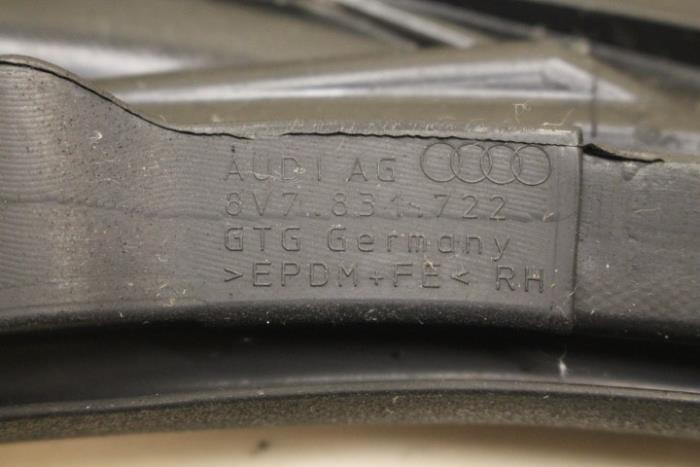 AUDI AG
8V7.831.722
GTG Germany
>EPDM+FE< RH